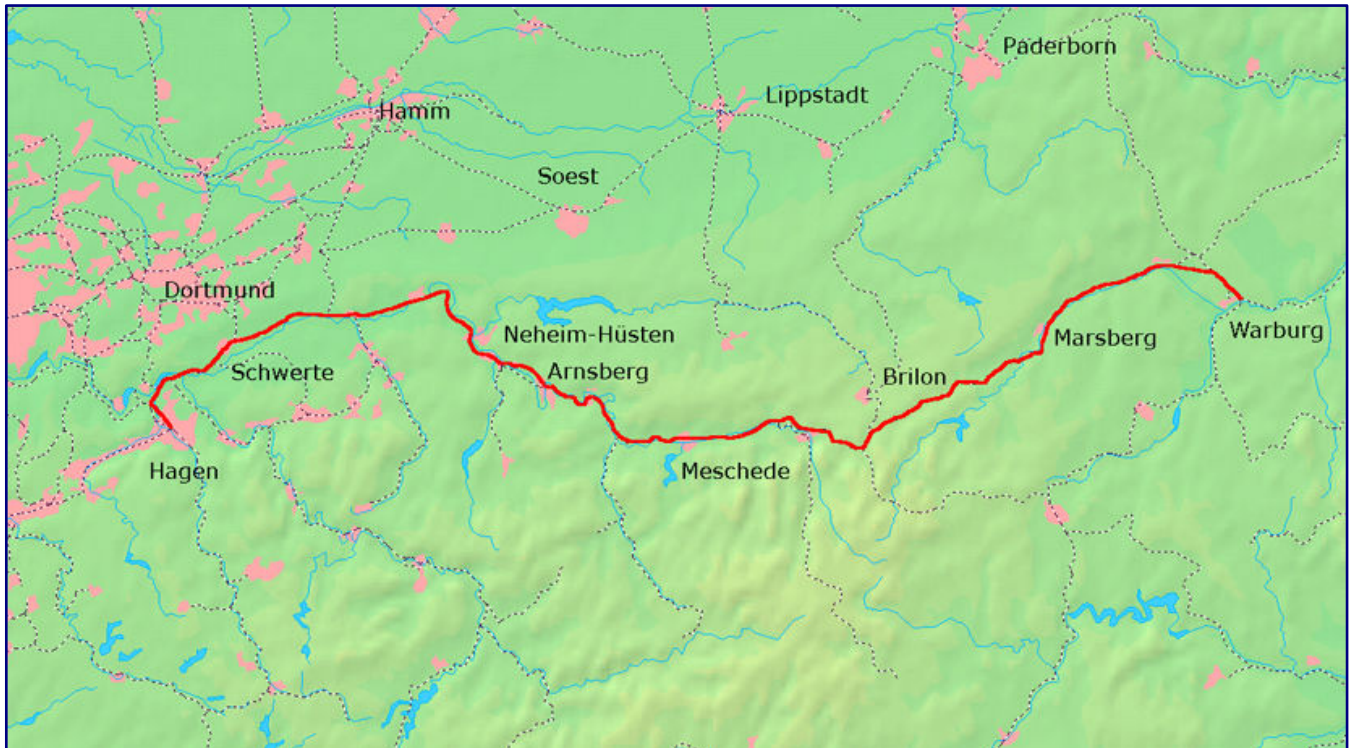 Paderborn
Lippstadt
Hamm
Soest
Dortmund
Neheim-Hüsten
Marsberg
Warburg
Schwerte
Arnsberg
Brilon
Hagen
Meschede